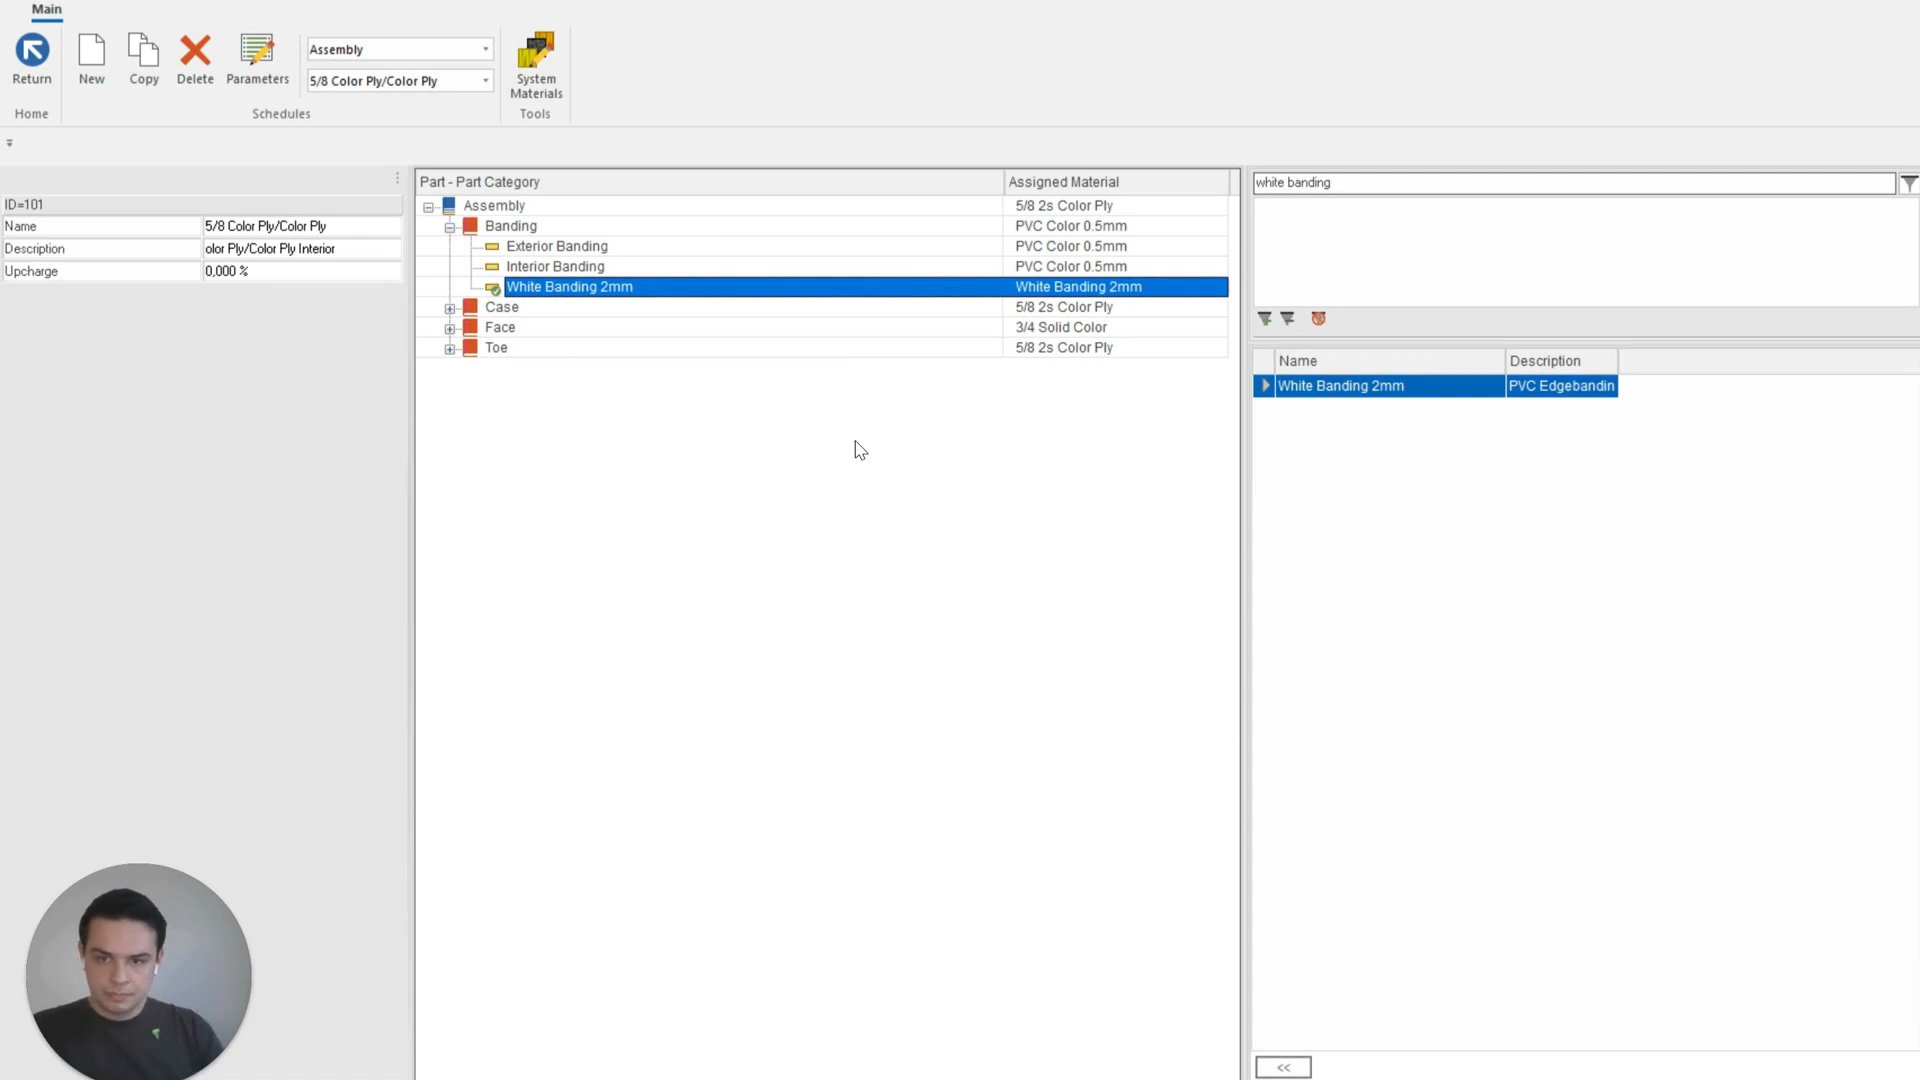 Main
Return
New
Copy
Delete
Parameters
Assembly
5/8 Color Ply/Color Ply
System
Materials
Home
Schedules
Tools
ID=101
Name 5/8 Color Ply/Color Ply
Description olor Ply/Color Ply Interior
Upcharge 0,000 %
Part - Part Category Assigned Material
Assembly 5/8 2s Color Ply
Banding PVC Color 0.5mm
Exterior Banding PVC Color 0.5mm
Interior Banding PVC Color 0.5mm
White Banding 2mm White Banding 2mm
Case 5/8 2s Color Ply
Face 3/4 Solid Color
Toe 5/8 2s Color Ply
white banding
Name Description
White Banding 2mm PVC Edgebandin
<<